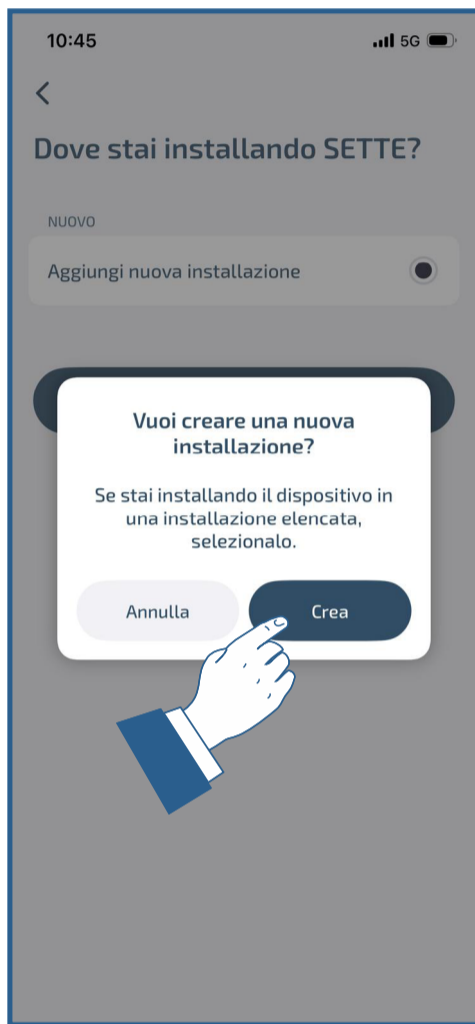 10:45
5G
Dove stai installando SETTE?
NUOVO
Aggiungi nuova installazione
Vuoi creare una nuova
installazione?
Se stai installando il dispositivo in
una installazione elencata,
selezionalo.
Annulla
Crea